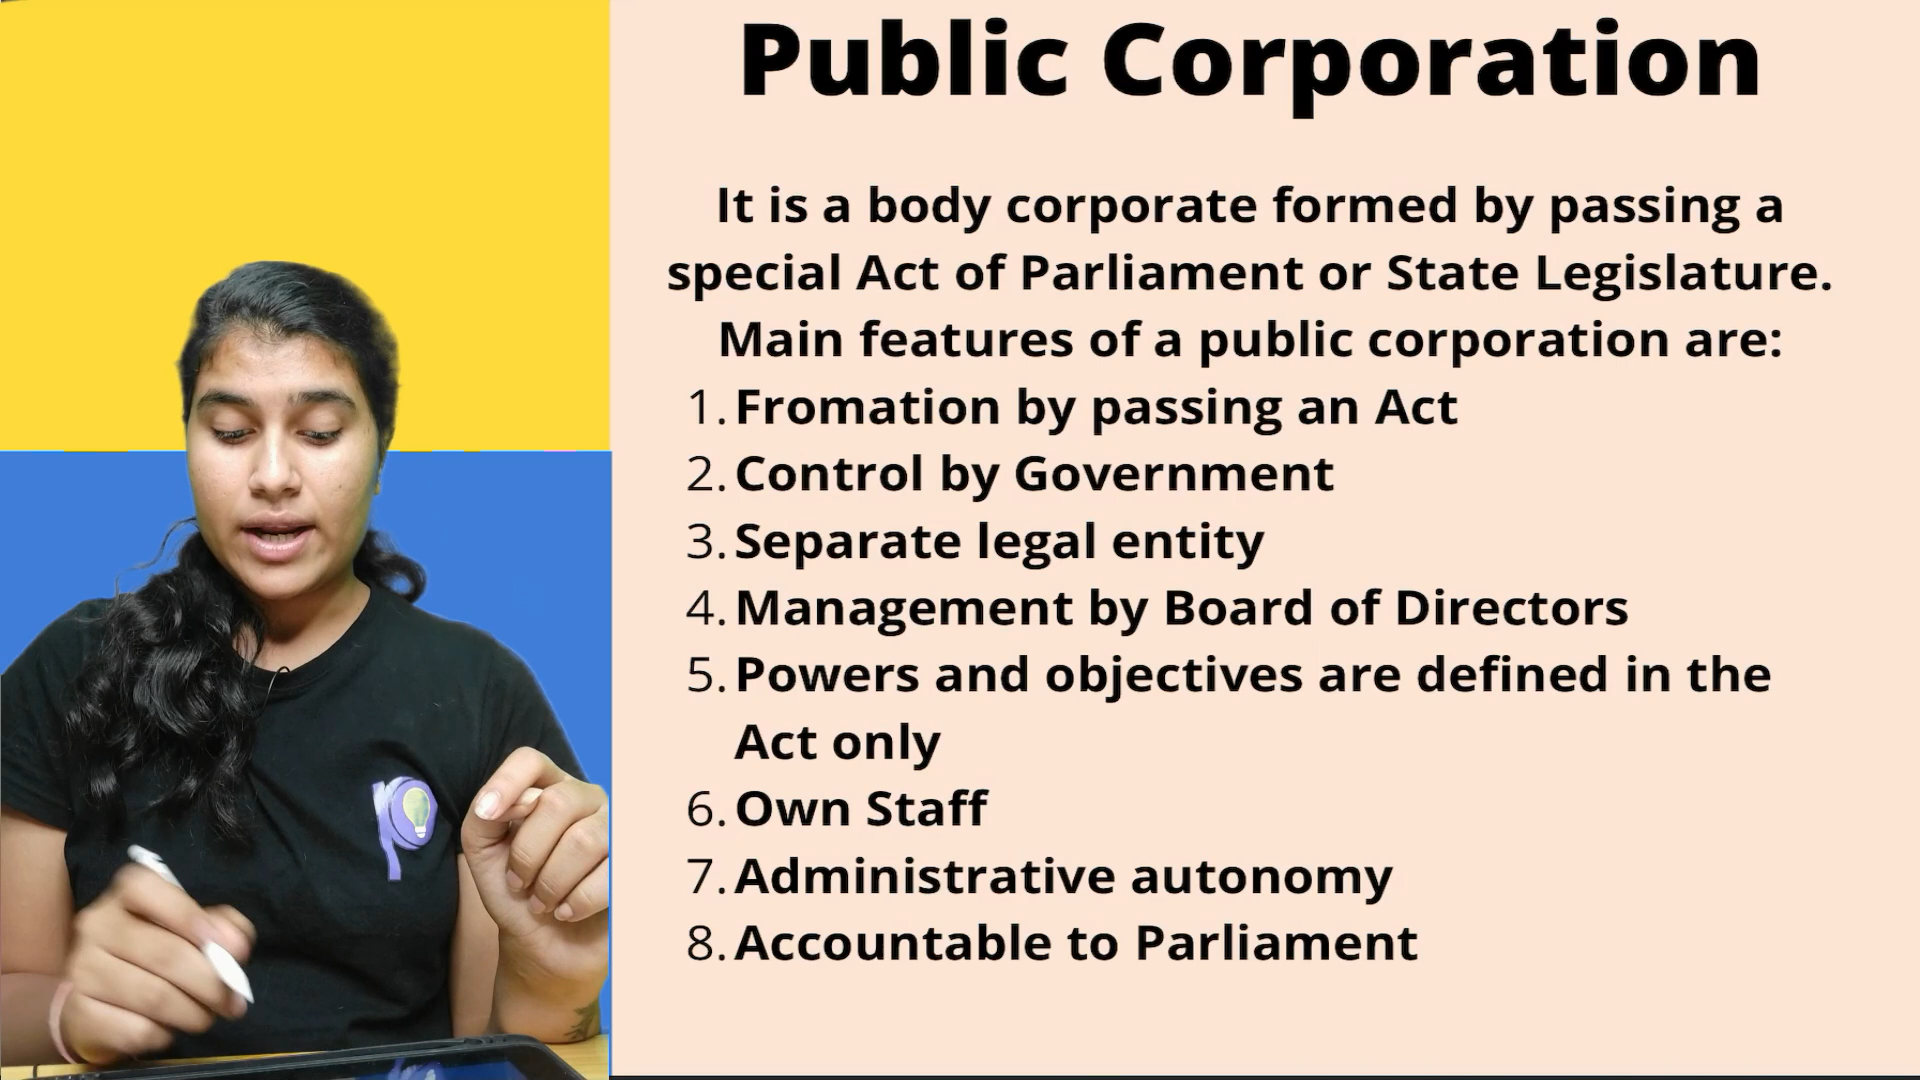 Public Corporation
It is a body corporate formed by passing a
special Act of Parliament or State Legislature.
Main features of a public corporation are:
1. Fromation by passing an Act
2. Control by Government
3. Separate legal entity
4. Management by Board of Directors
5. Powers and objectives are defined in the
Act only
6. Own Staff
7. Administrative autonomy
8. Accountable to Parliament